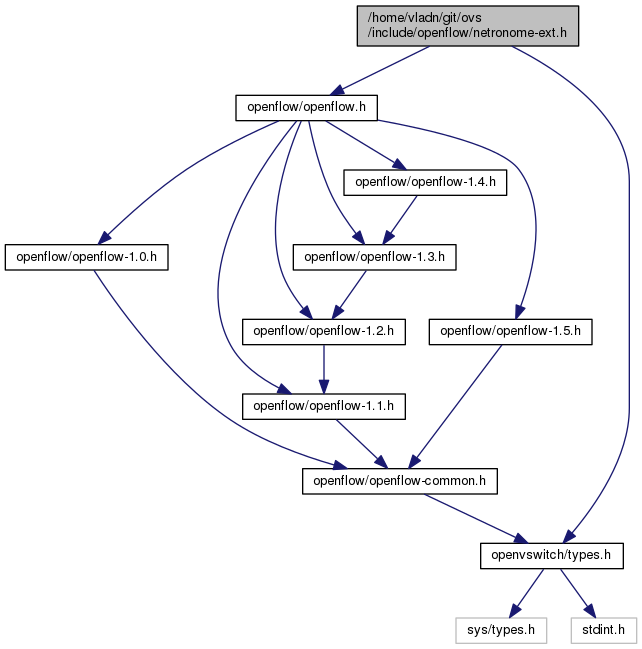 /home/vladn/git/ovs
/include/openflow/netronome-ext.h
openflow/openflow.h
openflow/openflow-1.4.h
openflow/openflow-1.0.h
openflow/openflow-1.3.h
openflow/openflow-1.2.h
openflow/openflow-1.5.h
openflow/openflow-1.1.h
openflow/openflow-common.h
openvswitch/types.h
sys/types.h
stdint.h